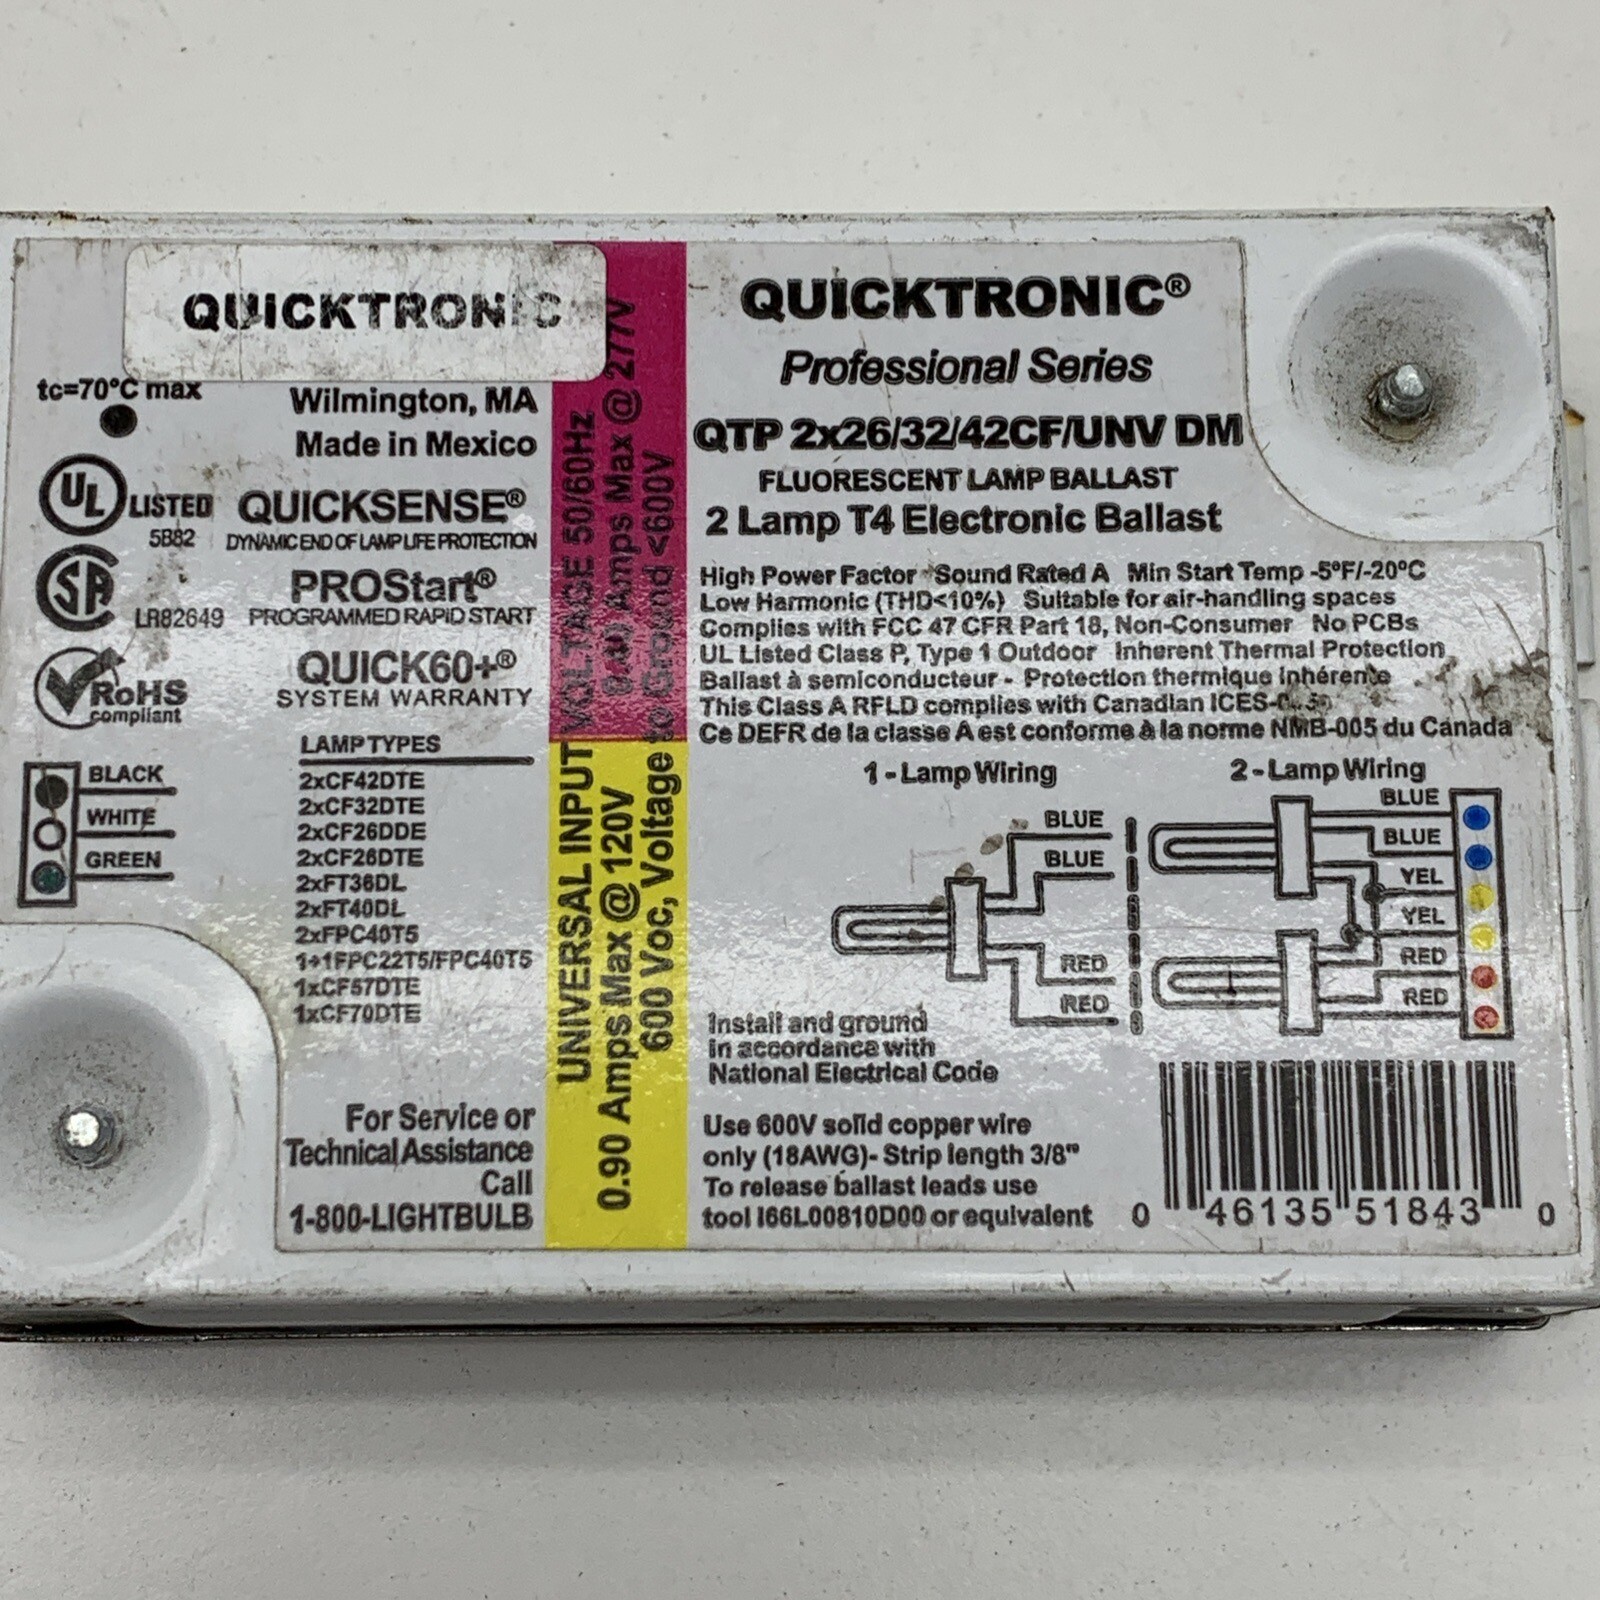 QUICKTRONIC
tc=70°C max
Wilmington, MA
Made in Mexico
UL LISTED
5B82
QUICKSENSE®
DYNAMIC END OF LAMP LIFE PROTECTION
SA
LR82649
PROStart®
PROGRAMMED RAPID START
RoHS
compliant
QUICK60+®
SYSTEM WARRANTY
BLACK
WHITE
GREEN
LAMP TYPES
2xCF42DTE
2xCF32DTE
2xCF26DDE
2xCF26DTE
2xFT36DL
2xFT40DL
2xFPC40T5
1+1FPC22T5/FPC40T5
1xCF57DTE
1xCF70DTE
For Service or
Technical Assistance
Call
1-800-LIGHTBULB
UNIVERSAL INPUT VOLTAGE 50/60Hz
0.90 Amps Max @ 120V Amps Max @ 277V
600 Voc, Voltage to Ground <600V
QUICKTRONIC®
Professional Series
QTP 2x26/32/42CF/UNV DM
FLUORESCENT LAMP BALLAST
2 Lamp T4 Electronic Ballast
High Power Factor Sound Rated A Min Start Temp -5°F/-20°C
Low Harmonic (THD<10%) Suitable for air-handling spaces
Complies with FCC 47 CFR Part 18, Non-Consumer No PCBs
UL Listed Class P, Type 1 Outdoor Inherent Thermal Protection
Ballast à semiconducteur - Protection thermique inhérente
This Class A RFLD complies with Canadian
Ce DEFR de la classe A est conforme à la norme NMB-005 du Canada
1 - Lamp Wiring
BLUE
BLUE
RED
RED
2 - Lamp Wiring
BLUE
BLUE
YEL
YEL
RED
RED
Install and ground
in accordance with
National Electrical Code
Use 600V solid copper wire
only (18AWG)- Strip length 3/8"
To release ballast leads use
tool I66L00810D00 or equivalent
0 46135 51843 0